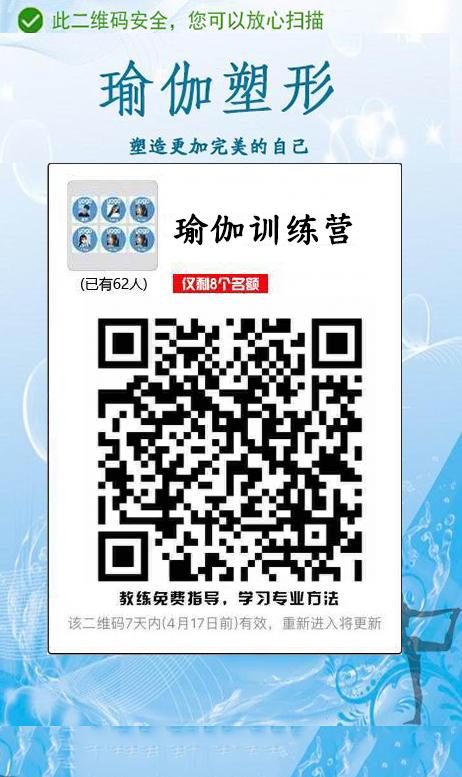 此二维码安全，您可以放心扫描
瑜伽塑形
塑造更加完美的自己
瑜伽训练营
(已有62人)
仅剩8个名额
教练免费指导，学习专业方法
该二维码7天内(4月17日前)有效，重新进入将更新